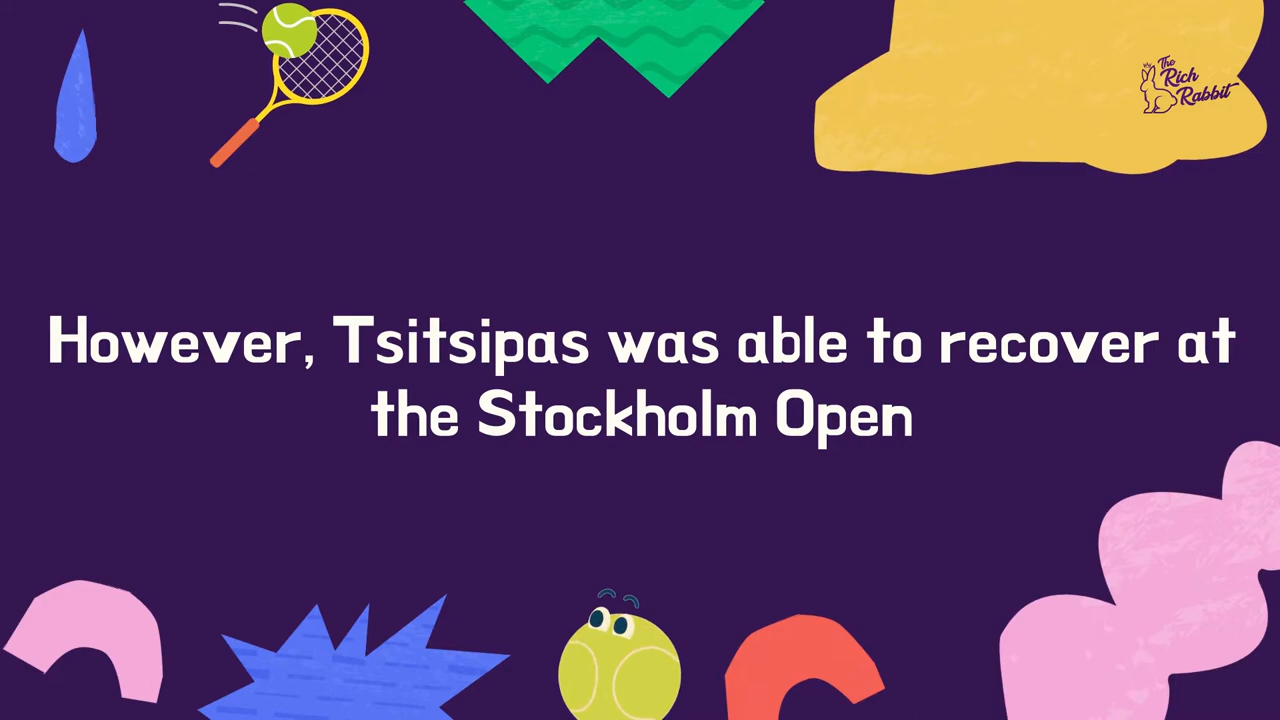 The
Rich
Rabbit
However, Tsitsipas was able to recover at
the Stockholm Open